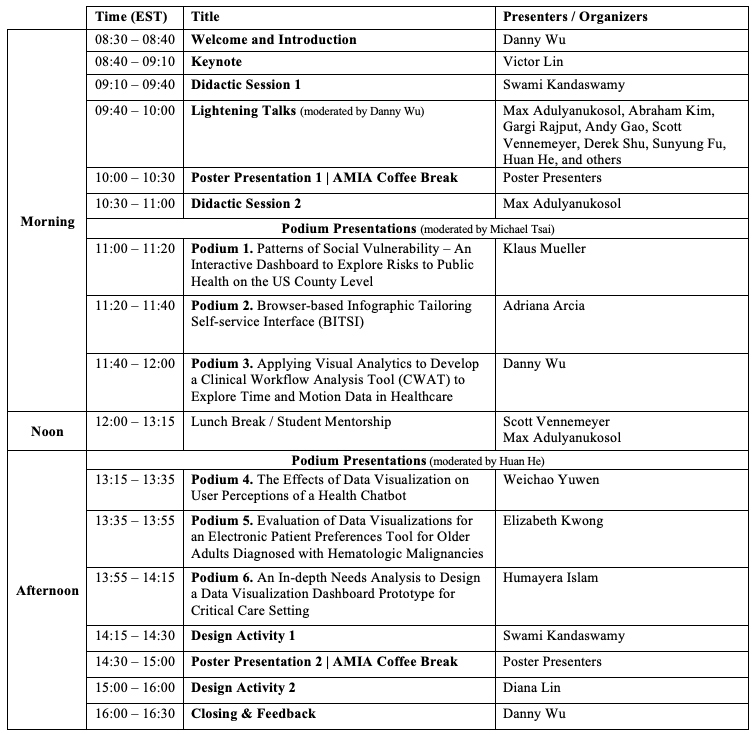 Time (EST) Title Presenters / Organizers
08:30 – 08:40 Welcome and Introduction Danny Wu
08:40 – 09:10 Keynote Victor Lin
09:10 – 09:40 Didactic Session 1 Swami Kandaswamy
09:40 – 10:00 Lightening Talks (moderated by Danny Wu) Max Adulyanukosol, Abraham Kim,
Gargi Rajput, Andy Gao, Scott
Vennemeyer, Derek Shu, Sunyung Fu,
Huan He, and others
10:00 – 10:30 Poster Presentation 1 | AMIA Coffee Break Poster Presenters
Morning
10:30 – 11:00 Didactic Session 2 Max Adulyanukosol
Podium Presentations (moderated by Michael Tsai)
11:00 – 11:20 Podium 1. Patterns of Social Vulnerability – An Klaus Mueller
Interactive Dashboard to Explore Risks to Public
Health on the US County Level
11:20 – 11:40 Podium 2. Browser-based Infographic Tailoring Adriana Arcia
Self-service Interface (BITSI)
11:40 – 12:00 Podium 3. Applying Visual Analytics to Develop Danny Wu
a Clinical Workflow Analysis Tool (CWAT) to
Explore Time and Motion Data in Healthcare
Noon 12:00 – 13:15 Lunch Break / Student Mentorship Scott Vennemeyer
Max Adulyanukosol
Podium Presentations (moderated by Huan He)
13:15 – 13:35 Podium 4. The Effects of Data Visualization on Weichao Yuwen
User Perceptions of a Health Chatbot
13:35 – 13:55 Podium 5. Evaluation of Data Visualizations for Elizabeth Kwong
an Electronic Patient Preferences Tool for Older
Adults Diagnosed with Hematologic Malignancies
13:55 – 14:15 Podium 6. An In-depth Needs Analysis to Design Humayera Islam
Afternoon
a Data Visualization Dashboard Prototype for
Critical Care Setting
14:15 – 14:30 Design Activity 1 Swami Kandaswamy
14:30 – 15:00 Poster Presentation 2 | AMIA Coffee Break Poster Presenters
15:00 – 16:00 Design Activity 2 Diana Lin
16:00 – 16:30 Closing & Feedback Danny Wu